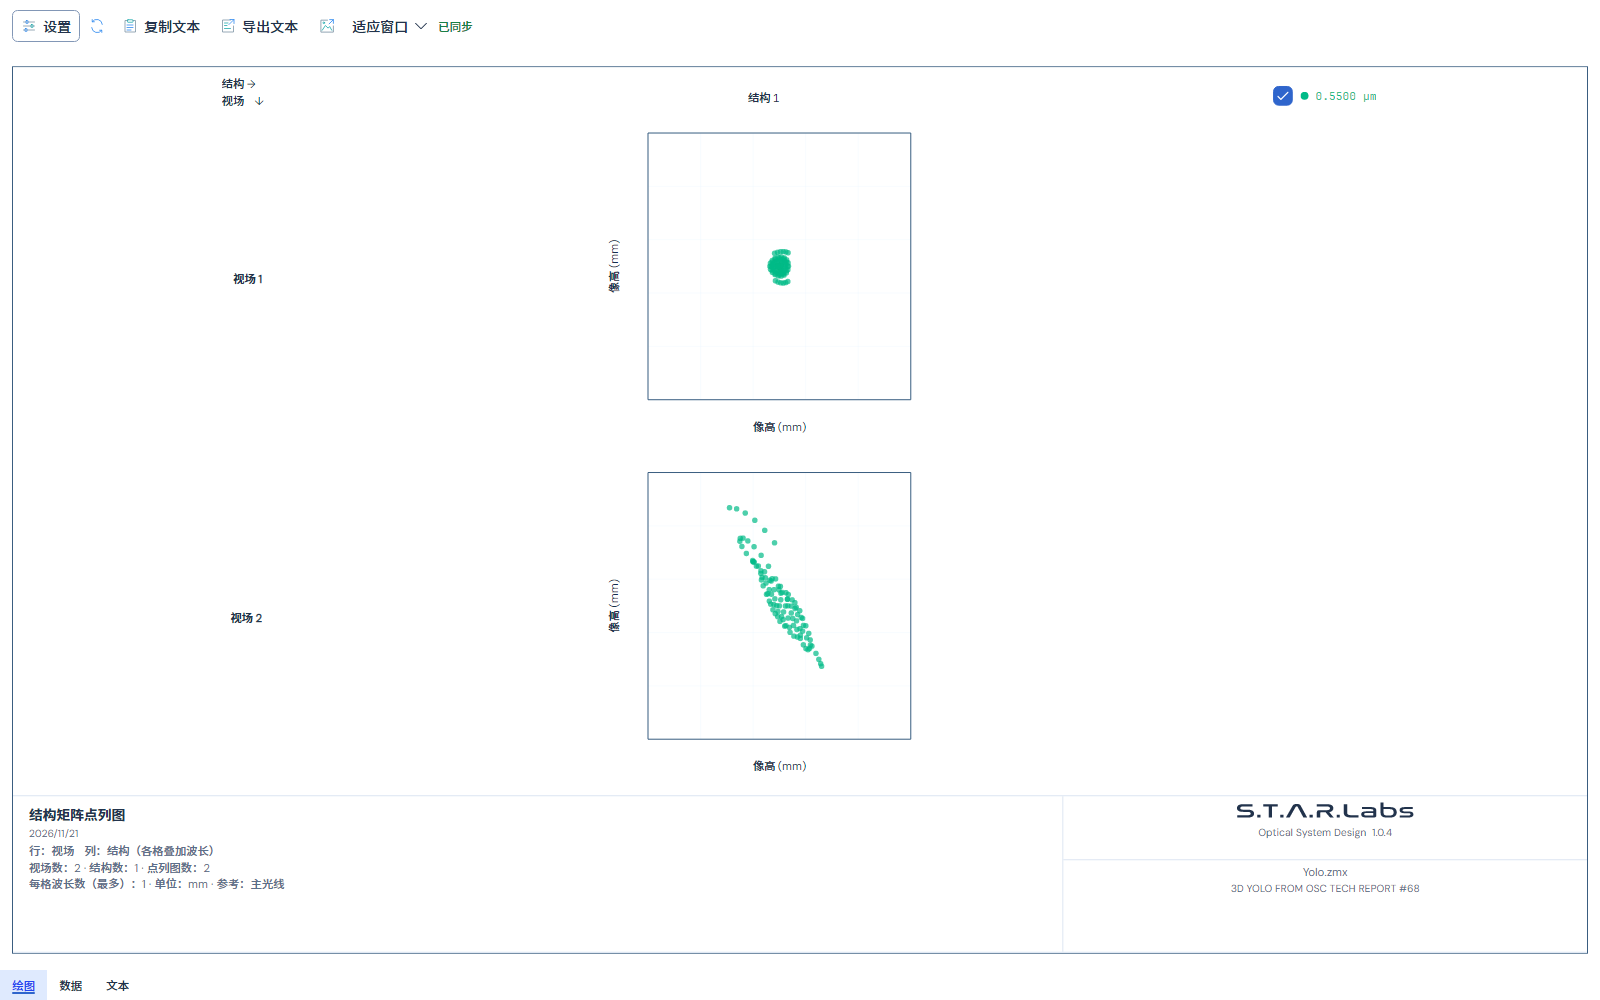 设置 复制文本 导出文本 适应窗口 已同步
结构→
视场 ↓
结构 1
0.5500 μm
视场 1
像高 (mm)
像高 (mm)
视场 2
像高 (mm)
像高 (mm)
结构矩阵点列图
2026/11/21
行：视场 列：结构（各格叠加波长）
视场数：2 · 结构数：1 · 点列图数：2
每格波长数（最多）：1 · 单位：mm · 参考：主光线
S.T.A.R.Labs
Optical System Design 1.0.4
Yolo.zmx
3D YOLO FROM OSC TECH REPORT #68
绘图 数据 文本